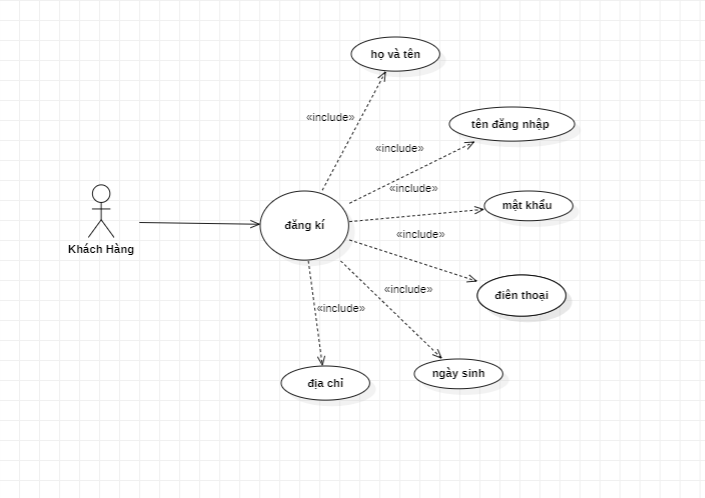 họ và tên
«include»
tên đăng nhập
«include»
«include»
mật khẩu
đăng kí
«include»
Khách Hàng
điên thoại
«include»
«include»
ngày sinh
địa chỉ